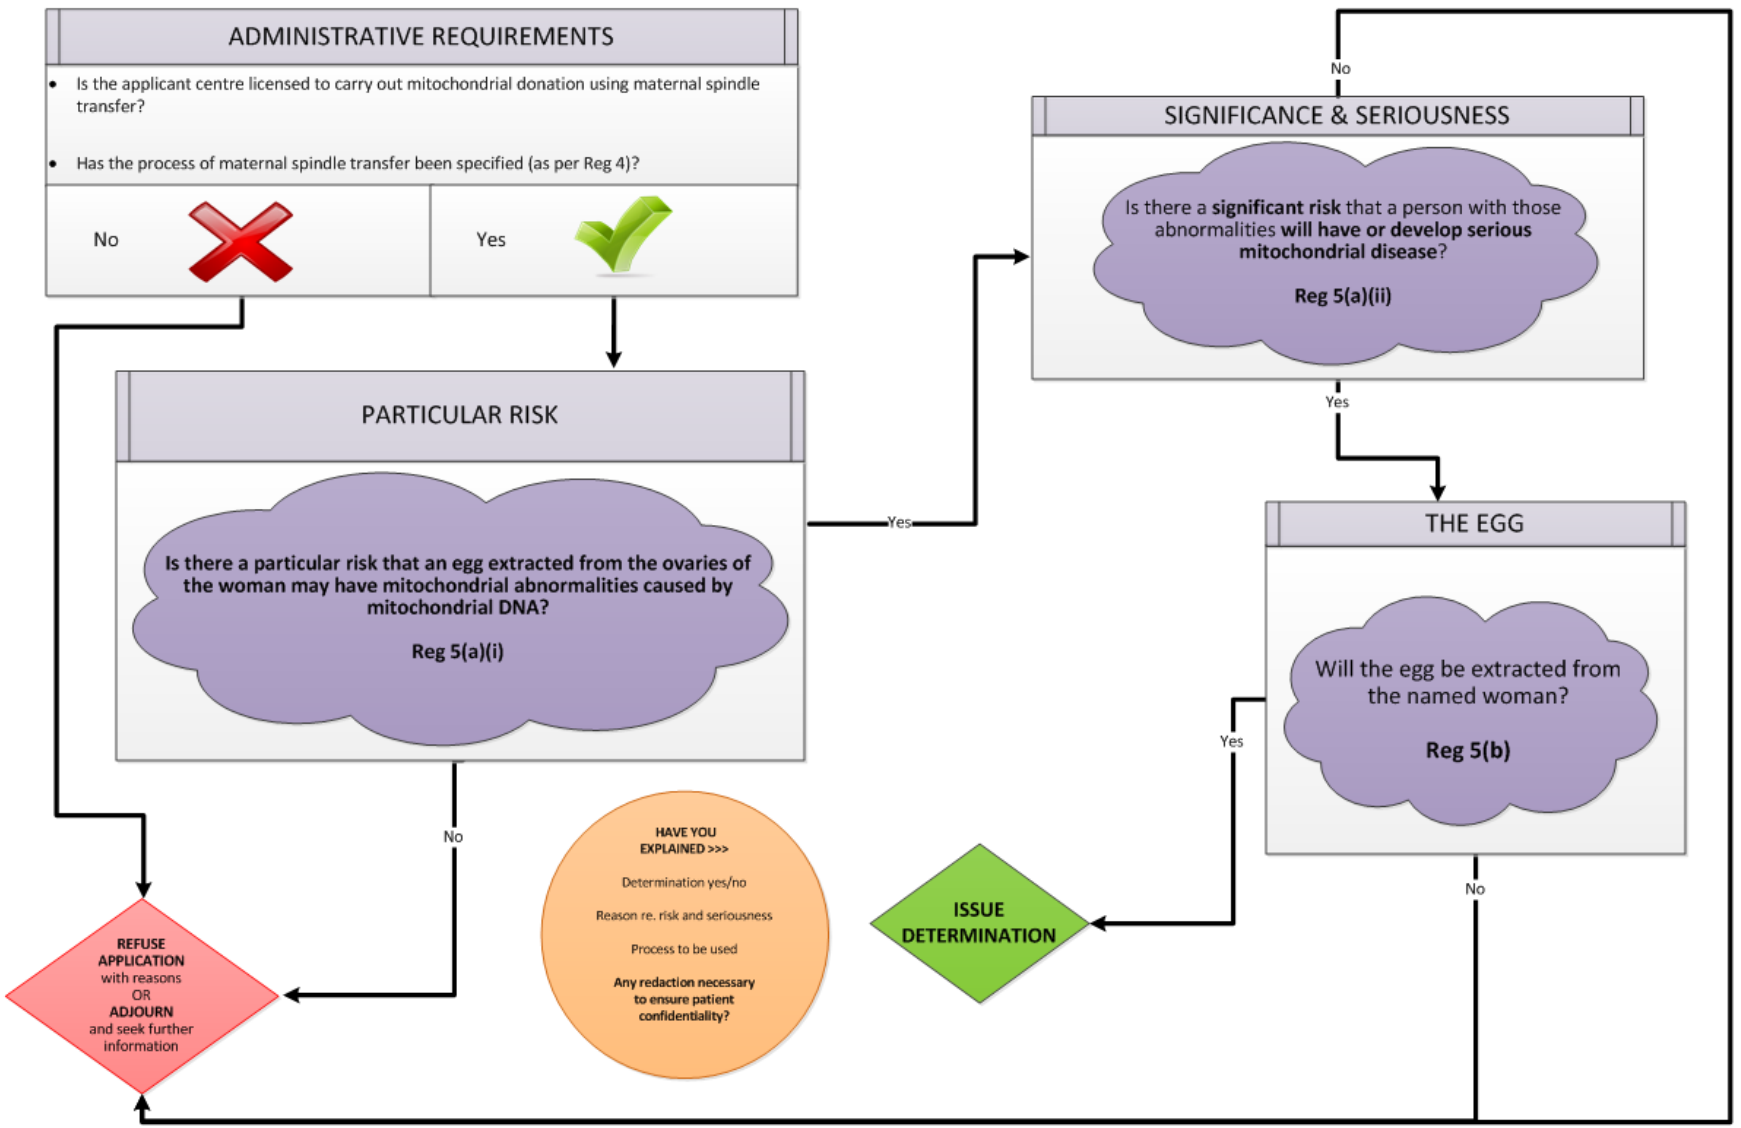 ADMINISTRATIVE REQUIREMENTS
• Is the applicant centre licensed to carry out mitochondrial donation using maternal spindle
transfer?
• Has the process of maternal spindle transfer been specified (as per Reg 4)?
No
Yes
PARTICULAR RISK
Is there a particular risk that an egg extracted from the ovaries of
the woman may have mitochondrial abnormalities caused by
mitochondrial DNA?
Reg 5(a)(i)
Yes
No
No
SIGNIFICANCE & SERIOUSNESS
Is there a significant risk that a person with those
abnormalities will have or develop serious
mitochondrial disease?
Reg 5(a)(ii)
Yes
THE EGG
Will the egg be extracted from
the named woman?
Reg 5(b)
Yes
No
HAVE YOU
EXPLAINED >>>
Determination yes/no
Reason re. risk and seriousness
Process to be used
Any redaction necessary
to ensure patient
confidentiality?
ISSUE
DETERMINATION
REFUSE
APPLICATION
with reasons
OR
ADJOURN
and seek further
information